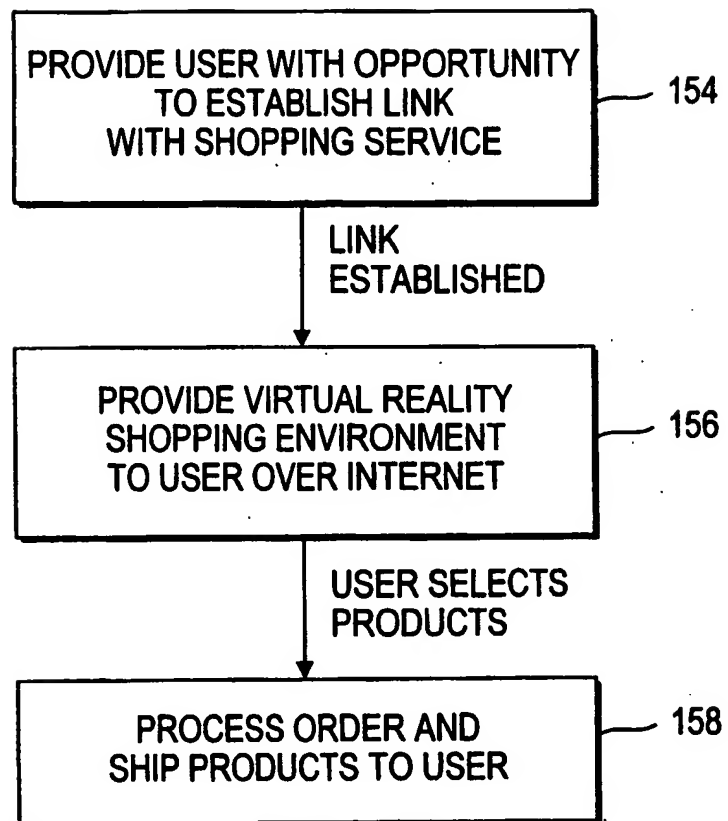 PROVIDE USER WITH OPPORTUNITY
TO ESTABLISH LINK
WITH SHOPPING SERVICE
154
LINK
ESTABLISHED
PROVIDE VIRTUAL REALITY
SHOPPING ENVIRONMENT
TO USER OVER INTERNET
156
USER SELECTS
PRODUCTS
PROCESS ORDER AND
SHIP PRODUCTS TO USER
158